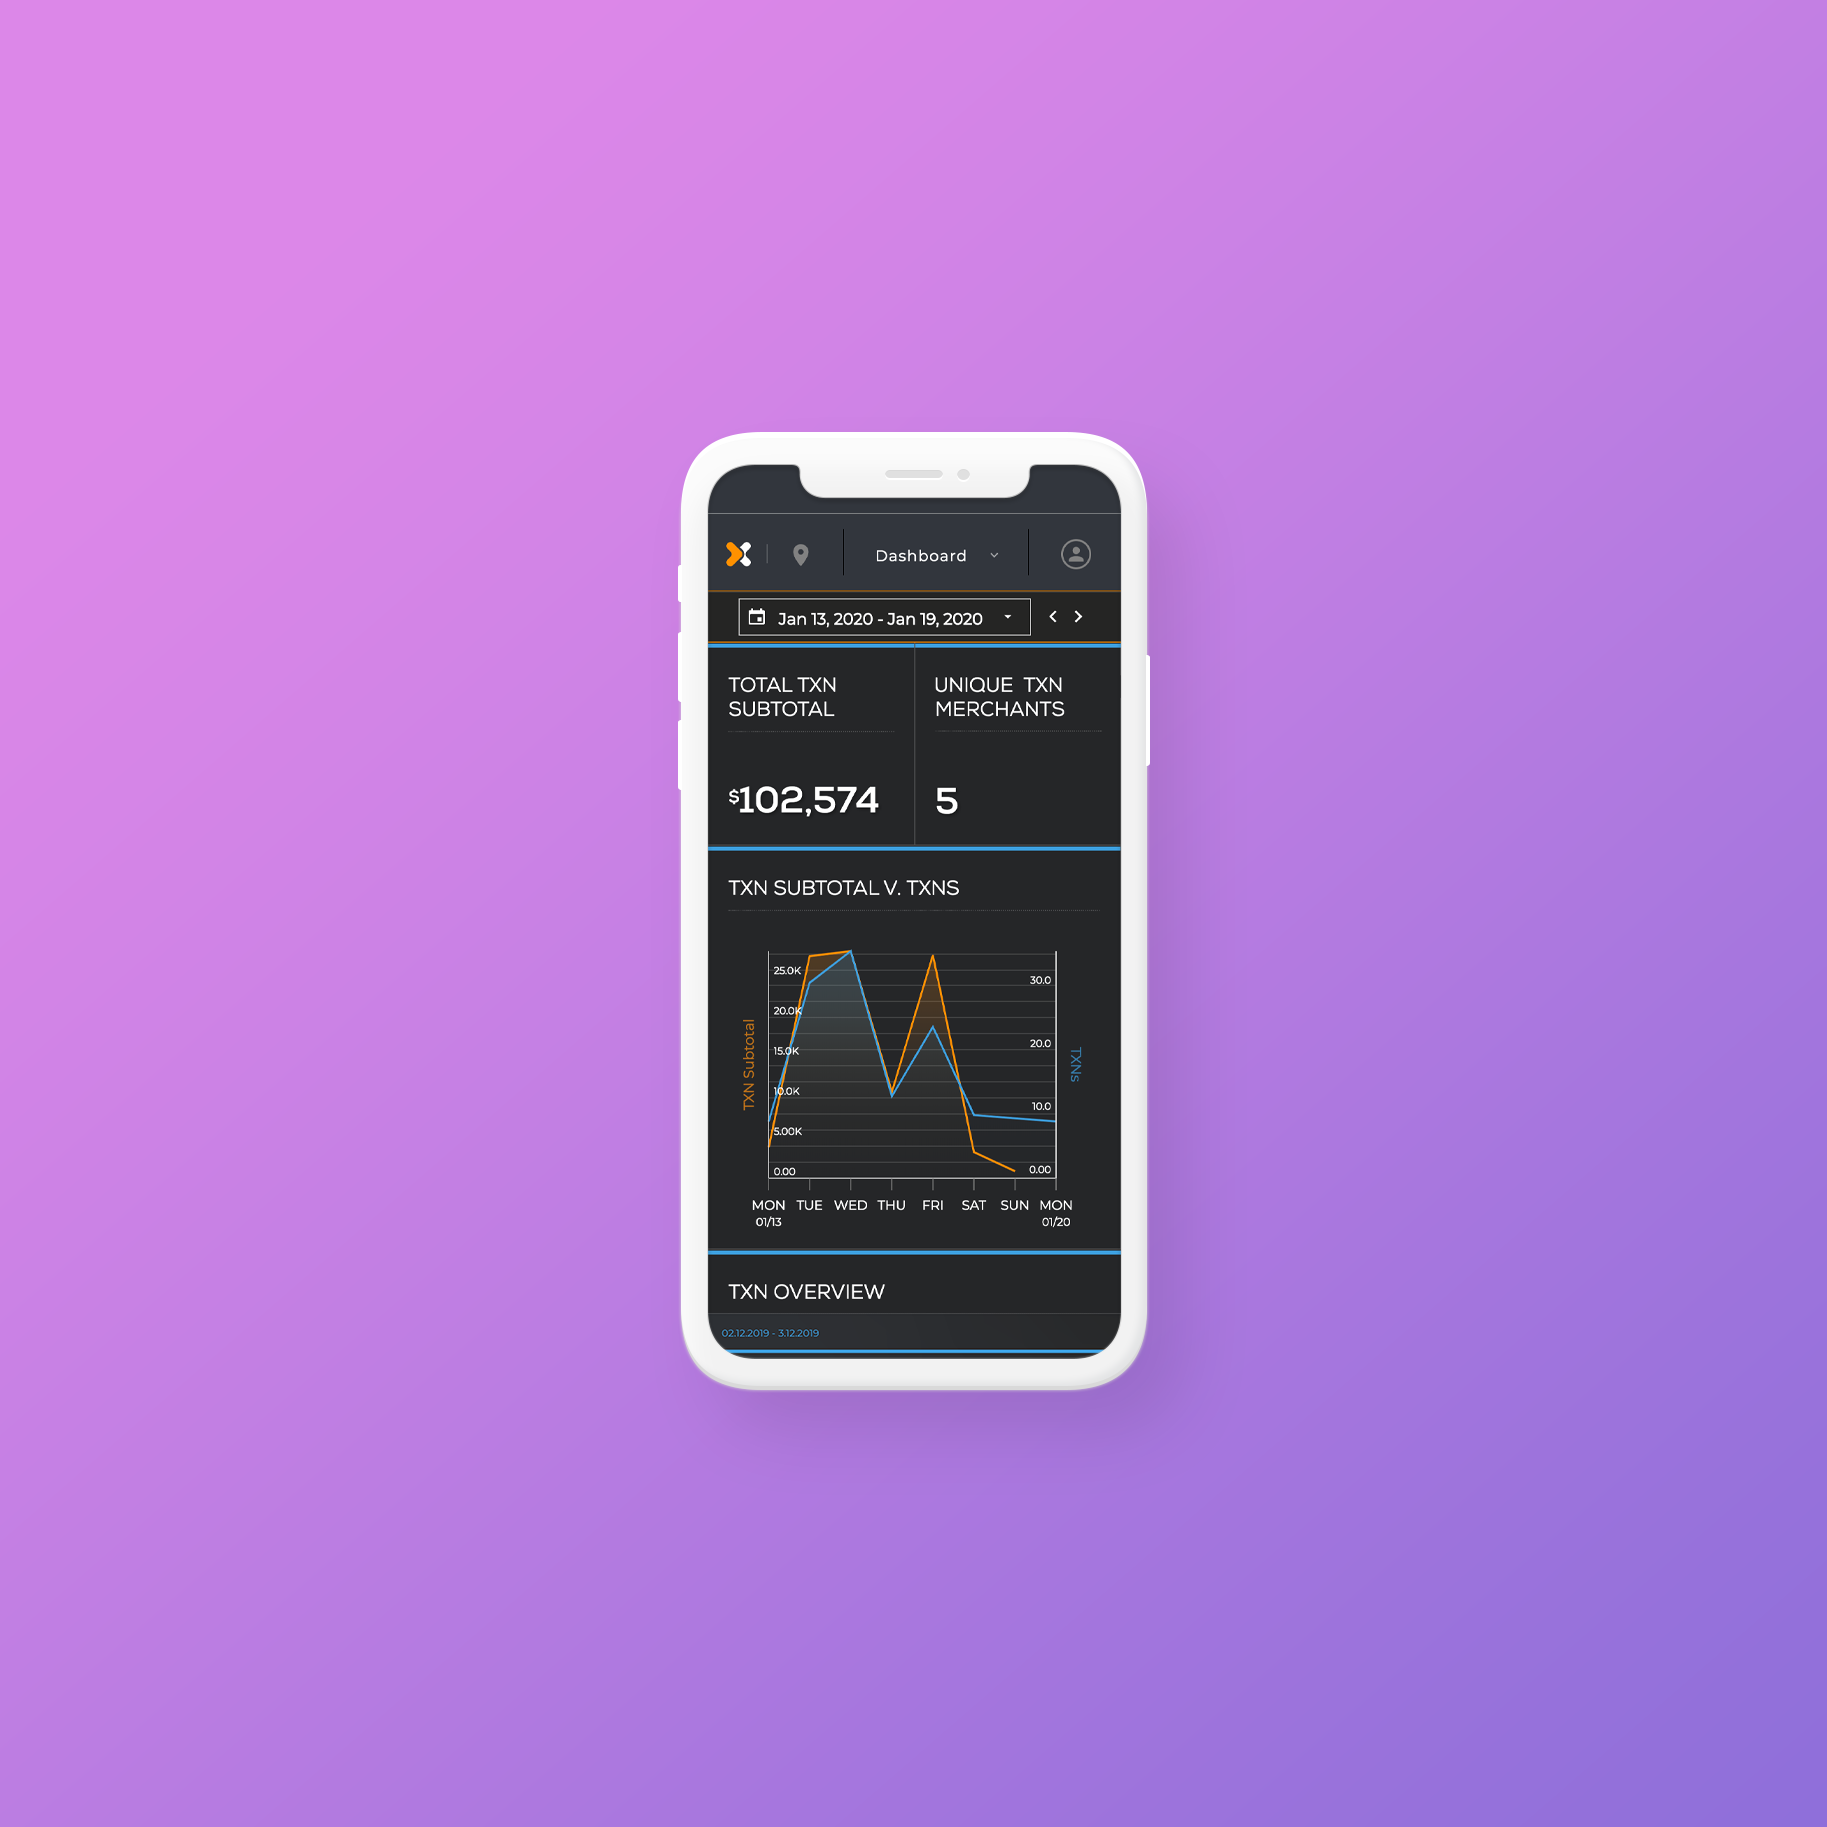 Dashboard
Jan 13, 2020 - Jan 19, 2020
TOTAL TXN
SUBTOTAL
$102,574
UNIQUE TXN
MERCHANTS
5
TXN SUBTOTAL V. TXNS
TXN Subtotal
25.0K
20.0K
15.0K
10.0K
5.00K
0.00
30.0
20.0
10.0
0.00
TXNs
MON TUE WED THU FRI SAT SUN MON
01/13 01/20
TXN OVERVIEW
02.12.2019 - 3.12.2019